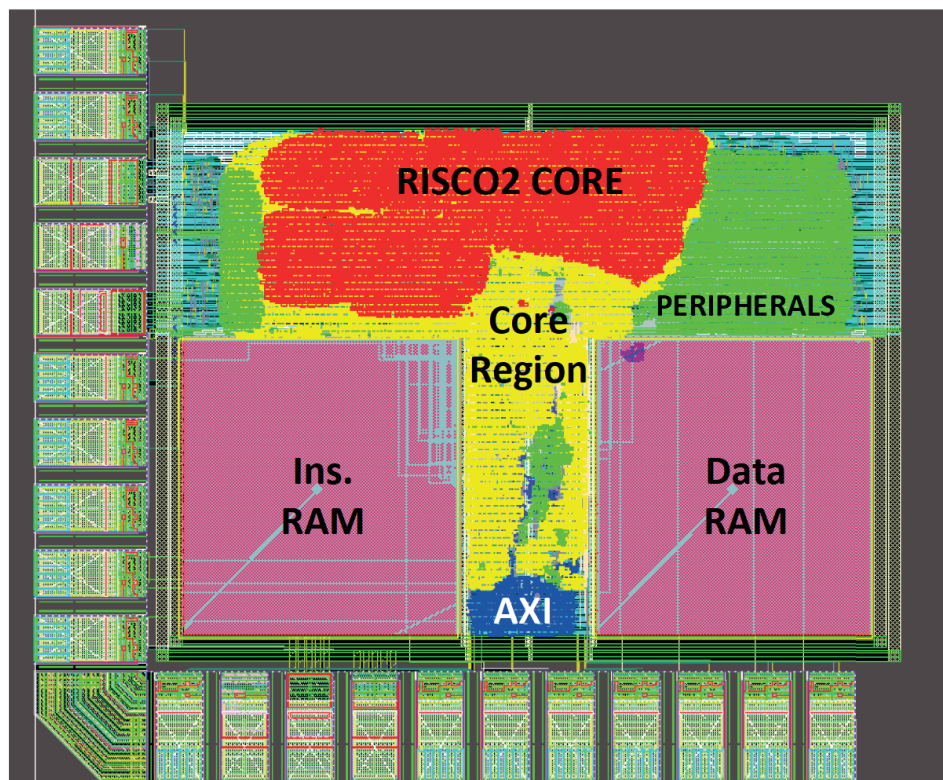 RISCO2 CORE
PERIPHERALS
Core
Region
Ins.
RAM
Data
RAM
AXI